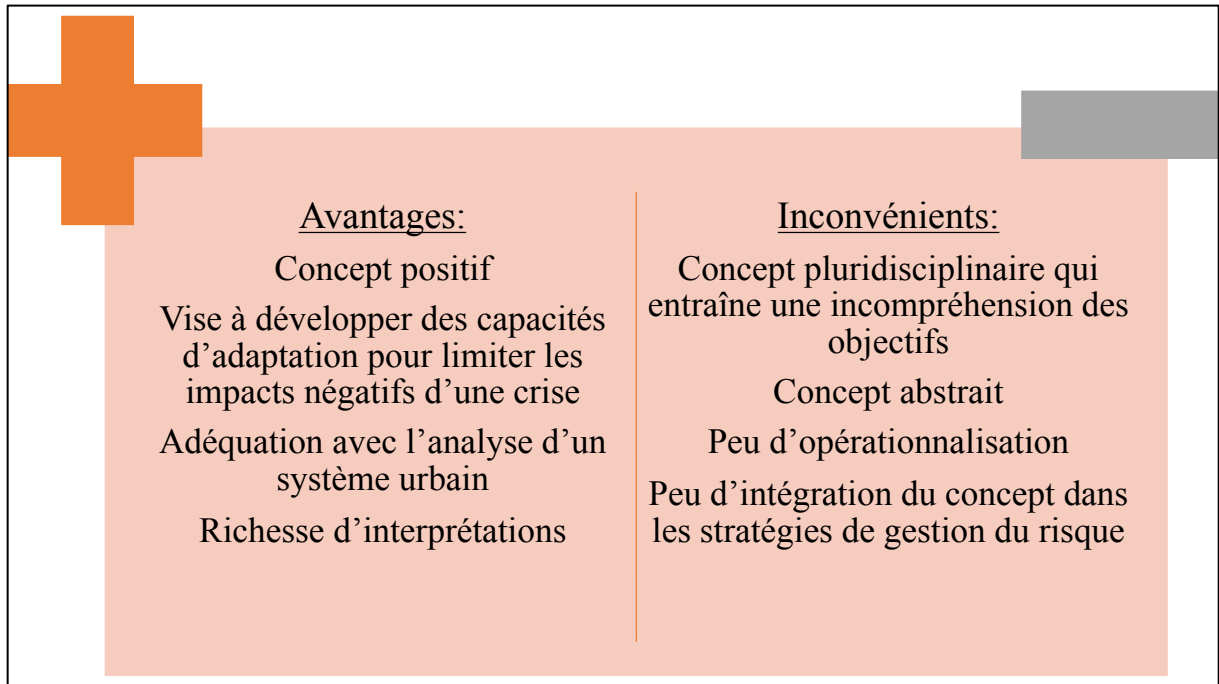 Avantages:
Concept positif
Vise à développer des capacités
d’adaptation pour limiter les
impacts négatifs d’une crise
Adéquation avec l’analyse d’un
système urbain
Richesse d’interprétations
Inconvénients:
Concept pluridisciplinaire qui
entraîne une incompréhension des
objectifs
Concept abstrait
Peu d’opérationnalisation
Peu d’intégration du concept dans
les stratégies de gestion du risque